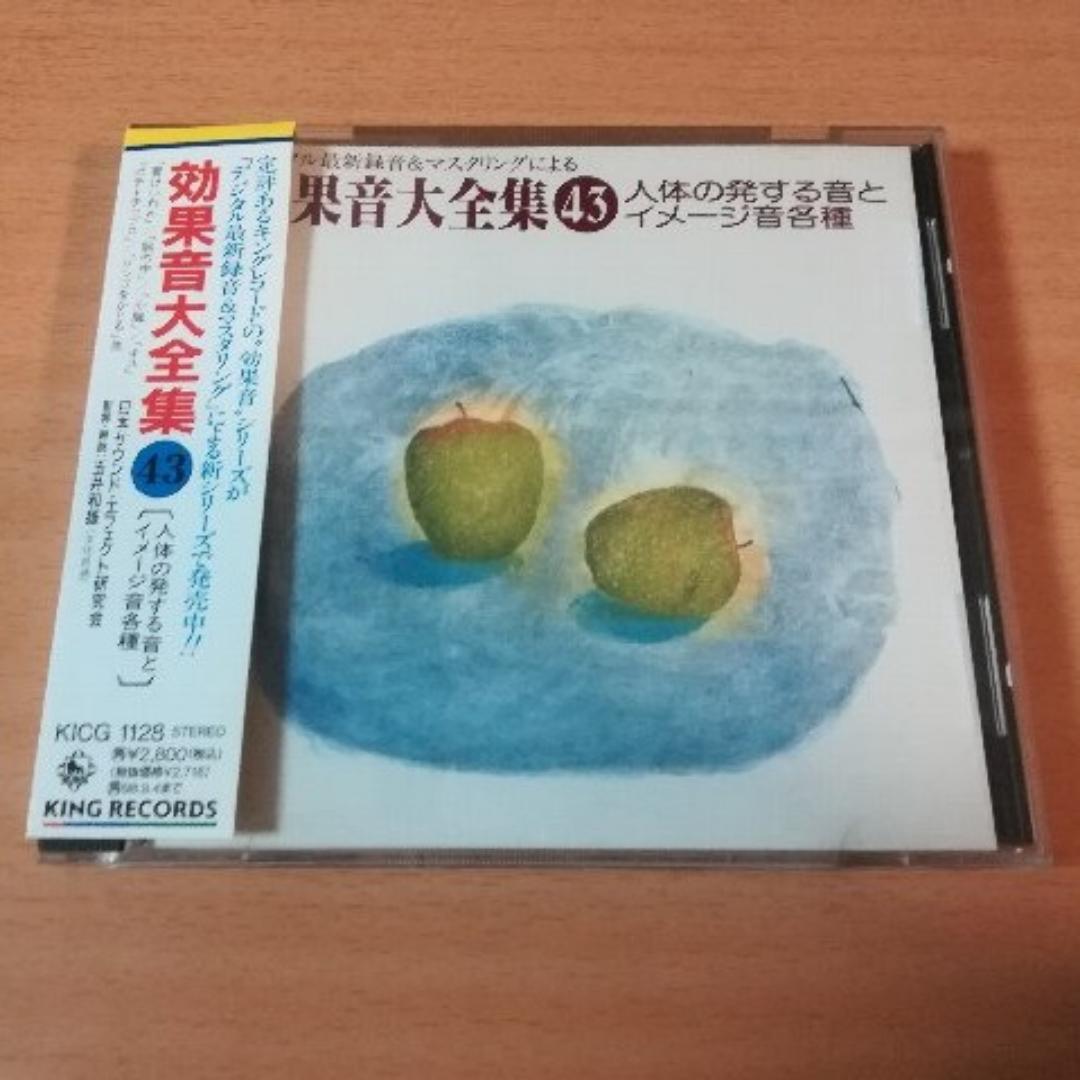 タル最新録音&マスタリングによる
果音大全集43
人体の発する音と
イメージ音各種
定評あるキングレコードの“効果音”シリーズが
「デジタル最新録音&マスタリング」による新シリーズで発売中!!
効果音大全集
43
人体の発する音と
イメージ音各種
日本サウンド・エフェクト研究会
KICG 1128 STEREO
¥2,800(税込)
KING RECORDS